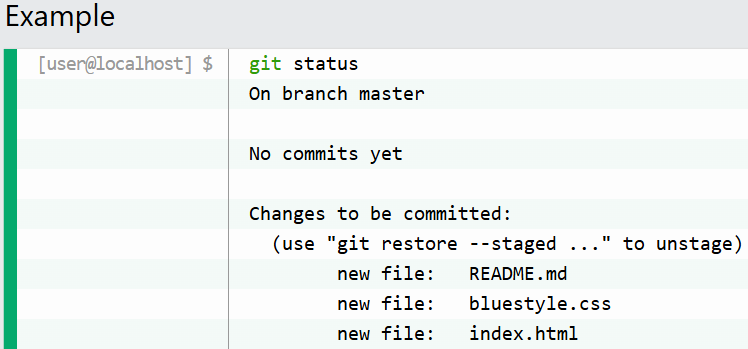 Example
[user@localhost] $ git status
On branch master
No commits yet
Changes to be committed:
(use "git restore --staged ..." to unstage)
new file: README.md
new file: bluestyle.css
new file: index.html